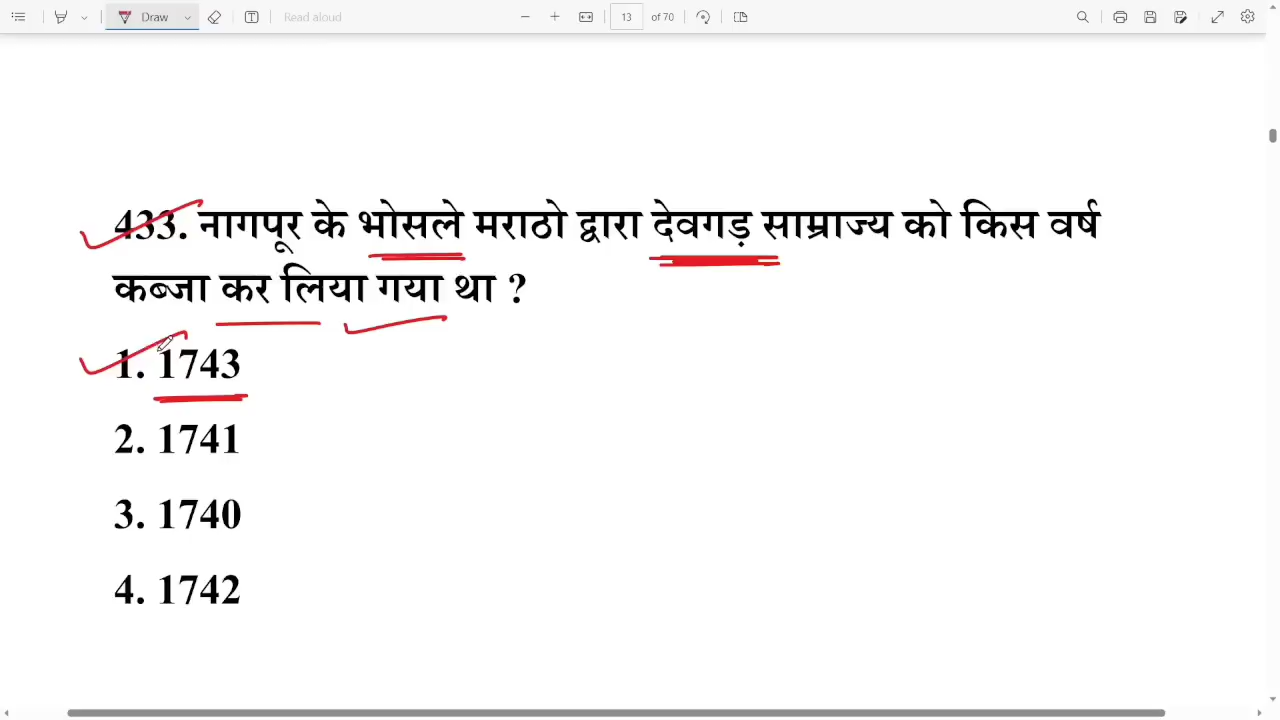 Draw
Read aloud
13
of 70
433. नागपूर के भोसले मराठो द्वारा देवगड़ साम्राज्य को किस वर्ष
कब्जा कर लिया गया था ?
1. 1743
2. 1741
3. 1740
4. 1742